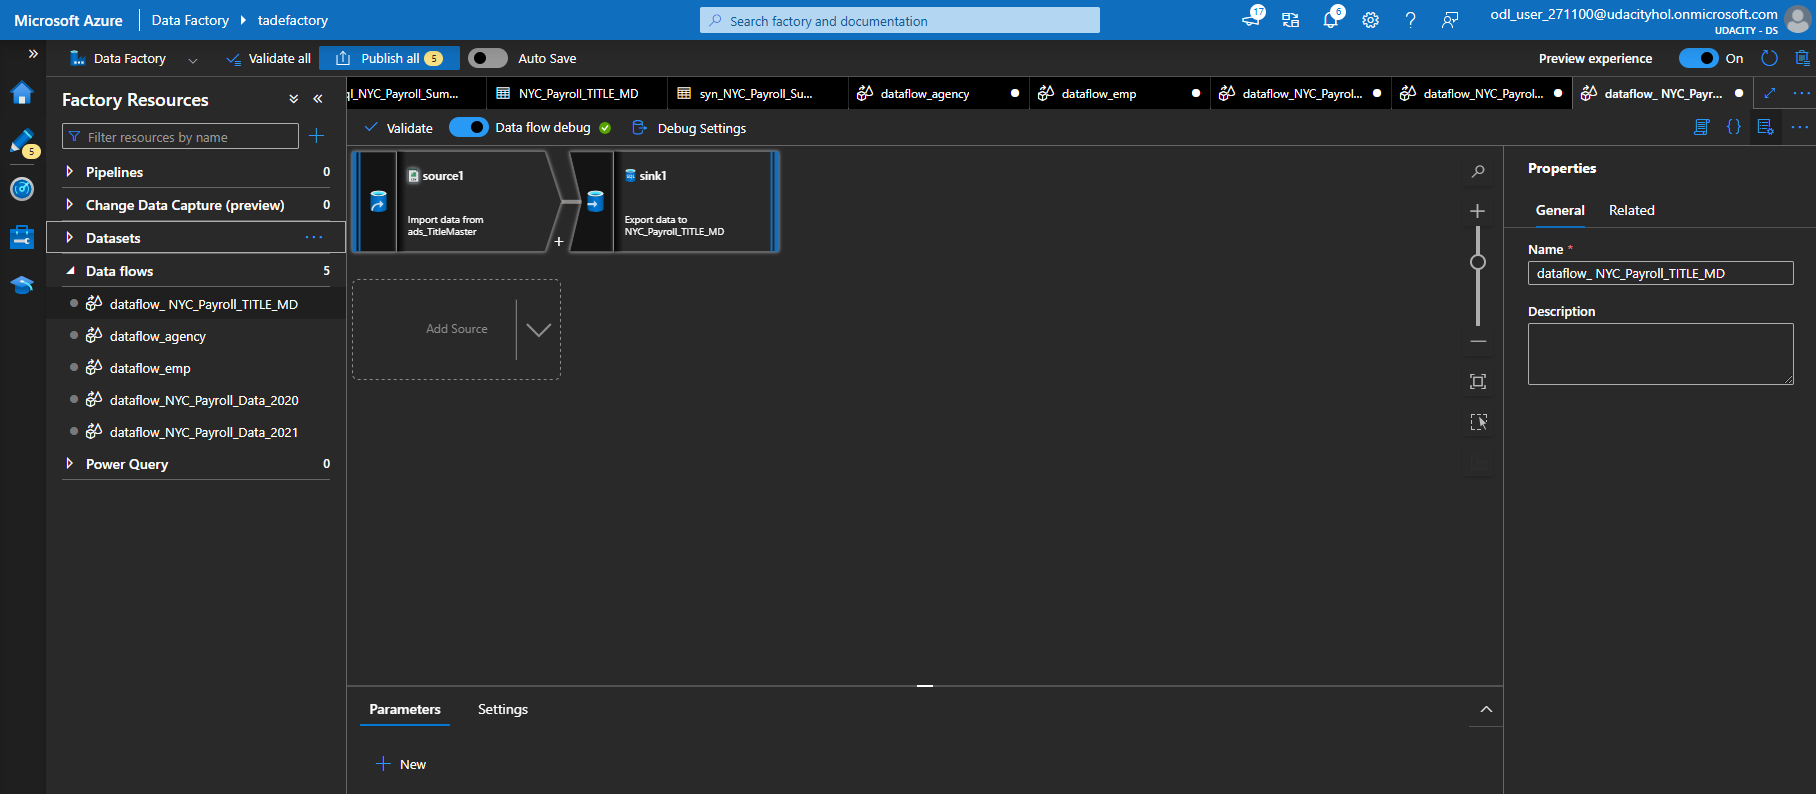 Microsoft Azure
Data Factory
tadefactory
Search factory and documentation
17
6
odl_user_271100@udacityhol.onmicrosoft.com
UDACITY - DS
Data Factory
Validate all
Publish all
5
Auto Save
Preview experience
On
Factory Resources
ql_NYC_Payroll_Sum...
NYC_Payroll_TITLE_MD
syn_NYC_Payroll_Su...
dataflow_agency
dataflow_emp
dataflow_NYC_Payrol...
dataflow_NYC_Payrol...
dataflow_ NYC_Payr...
Filter resources by name
Validate
Data flow debug
Debug Settings
5
Pipelines
0
Change Data Capture (preview)
0
Datasets
Data flows
5
dataflow_ NYC_Payroll_TITLE_MD
dataflow_agency
dataflow_emp
dataflow_NYC_Payroll_Data_2020
dataflow_NYC_Payroll_Data_2021
Power Query
0
source1
Import data from
ads_TitleMaster
sink1
Export data to
NYC_Payroll_TITLE_MD
Add Source
Properties
General
Related
Name *
dataflow_ NYC_Payroll_TITLE_MD
Description
Parameters
Settings
New